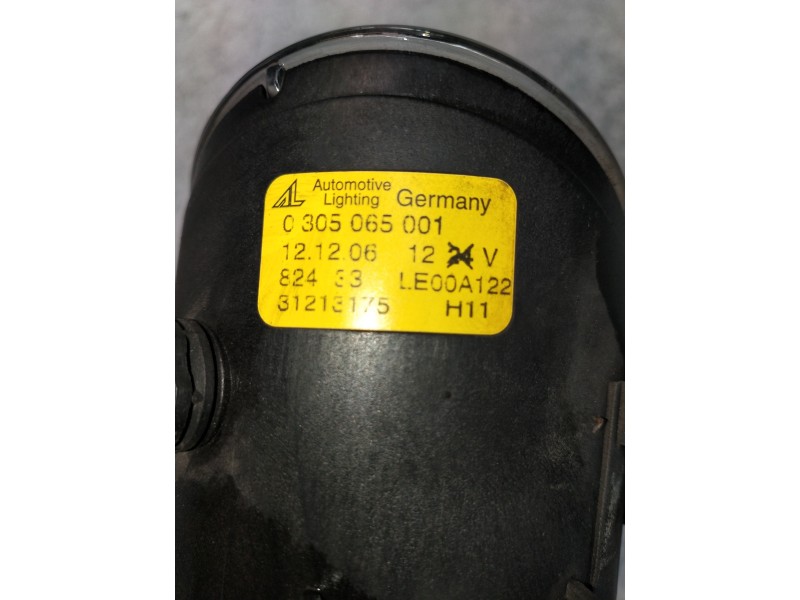 AL Automotive Lighting Germany
0 305 065 001
12.12.06 12 24 V
824 33 LE00A122
31213175 H11